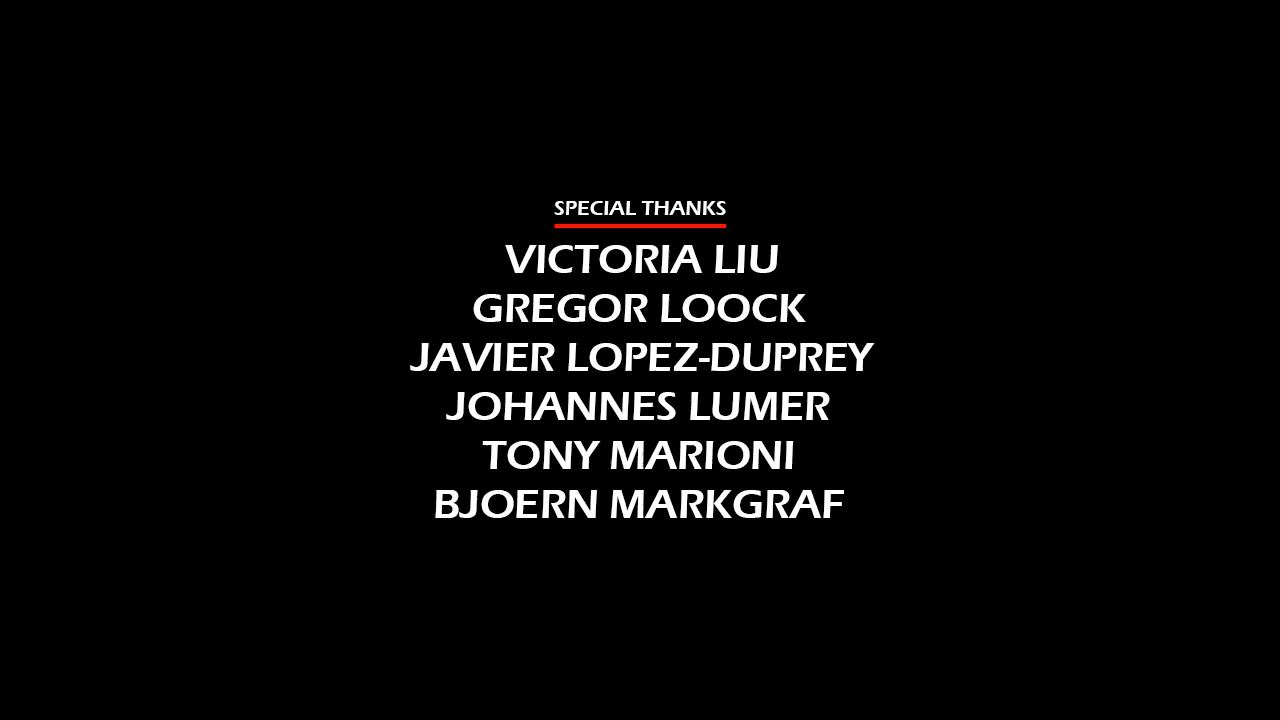 SPECIAL THANKS
VICTORIA LIU
GREGOR LOOCK
JAVIER LOPEZ-DUPREY
JOHANNES LUMER
TONY MARIONI
BJOERN MARKGRAF